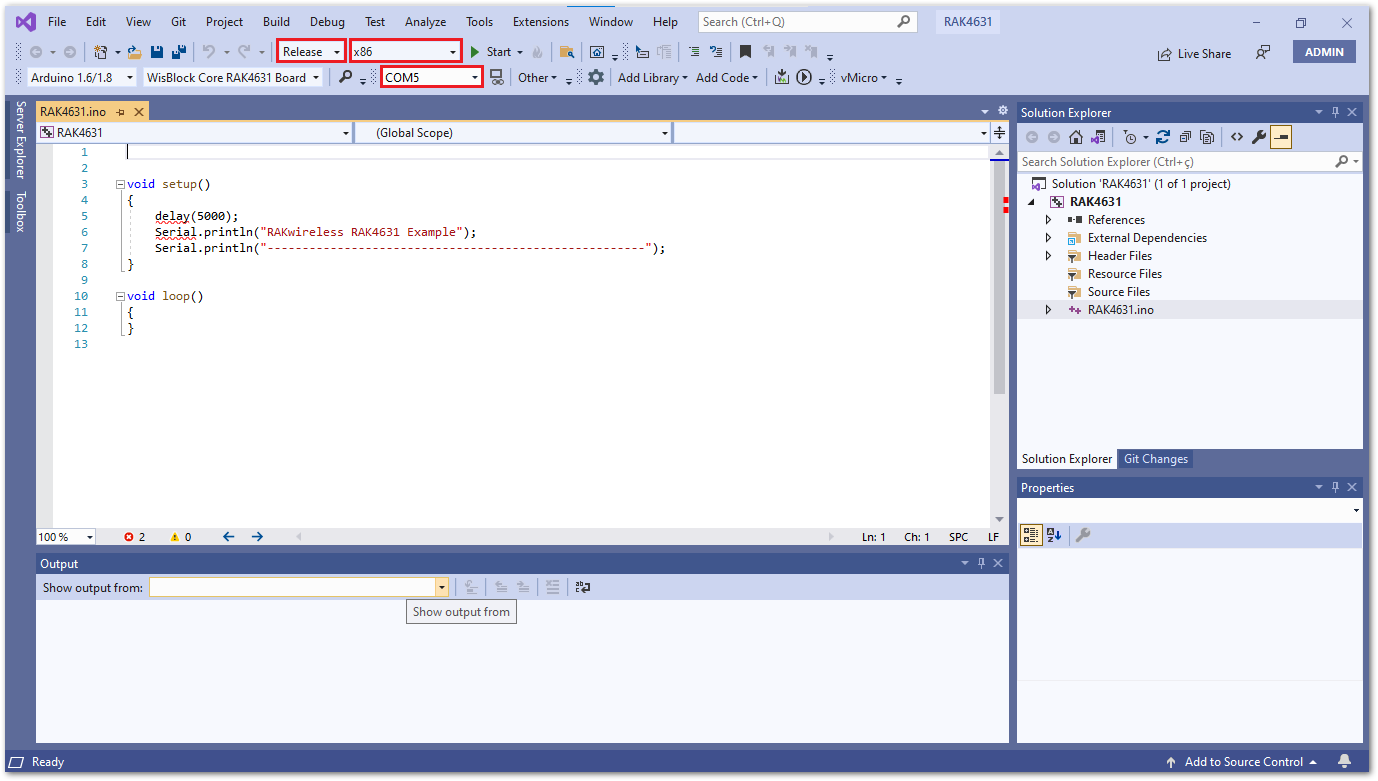 File Edit View Git Project Build Debug Test Analyze Tools Extensions Window Help Search (Ctrl+Q) RAK4631
Release x86 Start Live Share ADMIN
Arduino 1.6/1.8 WisBlock Core RAK4631 Board COM5 Other Add Library Add Code vMicro
Server Explorer
Toolbox
RAK4631.ino
RAK4631 (Global Scope)
1
2
3 void setup()
4 {
5 delay(5000);
6 Serial.println("RAKwireless RAK4631 Example");
7 Serial.println("------------------------------------------------------");
8 }
9
10 void loop()
11 {
12 }
13
100 % 2 0 Ln: 1 Ch: 1 SPC LF
Output
Show output from:
Show output from
Solution Explorer
Search Solution Explorer (Ctrl+ç)
Solution 'RAK4631' (1 of 1 project)
RAK4631
References
External Dependencies
Header Files
Resource Files
Source Files
RAK4631.ino
Solution Explorer Git Changes
Properties
Ready Add to Source Control